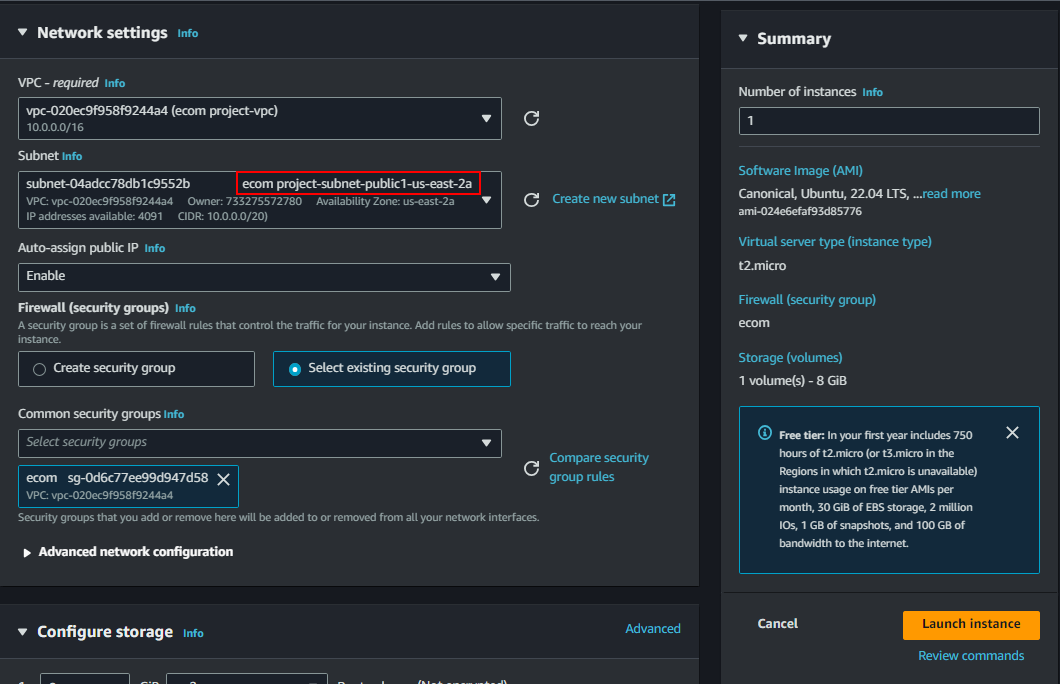 Network settings Info
VPC - required Info
vpc-020ec9f958f9244a4 (ecom project-vpc)
10.0.0.0/16
Subnet Info
subnet-04adcc78db1c9552b ecom project-subnet-public1-us-east-2a
VPC: vpc-020ec9f958f9244a4 Owner: 733275572780 Availability Zone: us-east-2a
IP addresses available: 4091 CIDR: 10.0.0.0/20)
Create new subnet
Auto-assign public IP Info
Enable
Firewall (security groups) Info
A security group is a set of firewall rules that control the traffic for your instance. Add rules to allow specific traffic to reach your
instance.
Create security group
Select existing security group
Common security groups Info
Select security groups
ecom sg-0d6c77ee99d947d58
VPC: vpc-020ec9f958f9244a4
Compare security
group rules
Security groups that you add or remove here will be added to or removed from all your network interfaces.
Advanced network configuration
Configure storage Info
Advanced
Summary
Number of instances Info
1
Software Image (AMI)
Canonical, Ubuntu, 22.04 LTS, ...read more
ami-024e6efaf93d85776
Virtual server type (instance type)
t2.micro
Firewall (security group)
ecom
Storage (volumes)
1 volume(s) - 8 GiB
Free tier: In your first year includes 750
hours of t2.micro (or t3.micro in the
Regions in which t2.micro is unavailable)
instance usage on free tier AMIs per
month, 30 GiB of EBS storage, 2 million
IOs, 1 GB of snapshots, and 100 GB of
bandwidth to the internet.
Cancel
Launch instance
Review commands